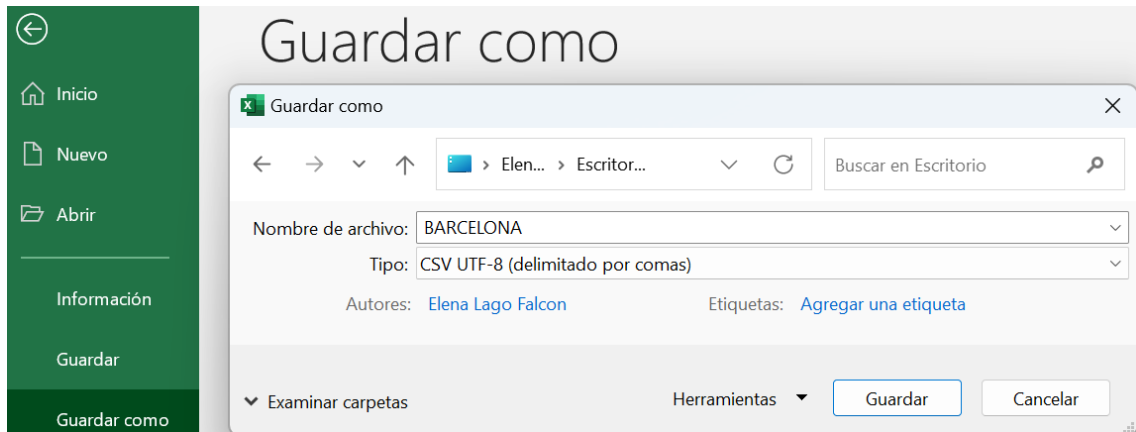 Guardar como
Inicio
Nuevo
Abrir
Información
Guardar
Guardar como
Guardar como
Elen... > Escritor...
Buscar en Escritorio
Nombre de archivo: BARCELONA
Tipo: CSV UTF-8 (delimitado por comas)
Autores: Elena Lago Falcon Etiquetas: Agregar una etiqueta
Examinar carpetas Herramientas Guardar Cancelar